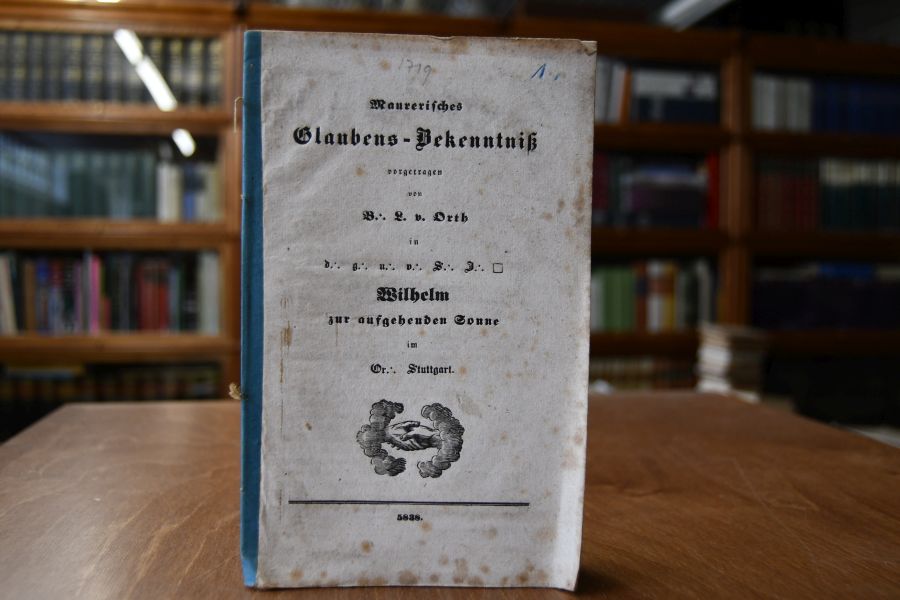 1719
1.
Maurerisches
Glaubens-Bekenntniß
vorgetragen
von
B∴ L. v. Orth
in
d∴ g∴ u∴ v∴ S∴ J∴ □
Wilhelm
zur aufgehenden Sonne
im
Or∴ Stuttgart.
5838.